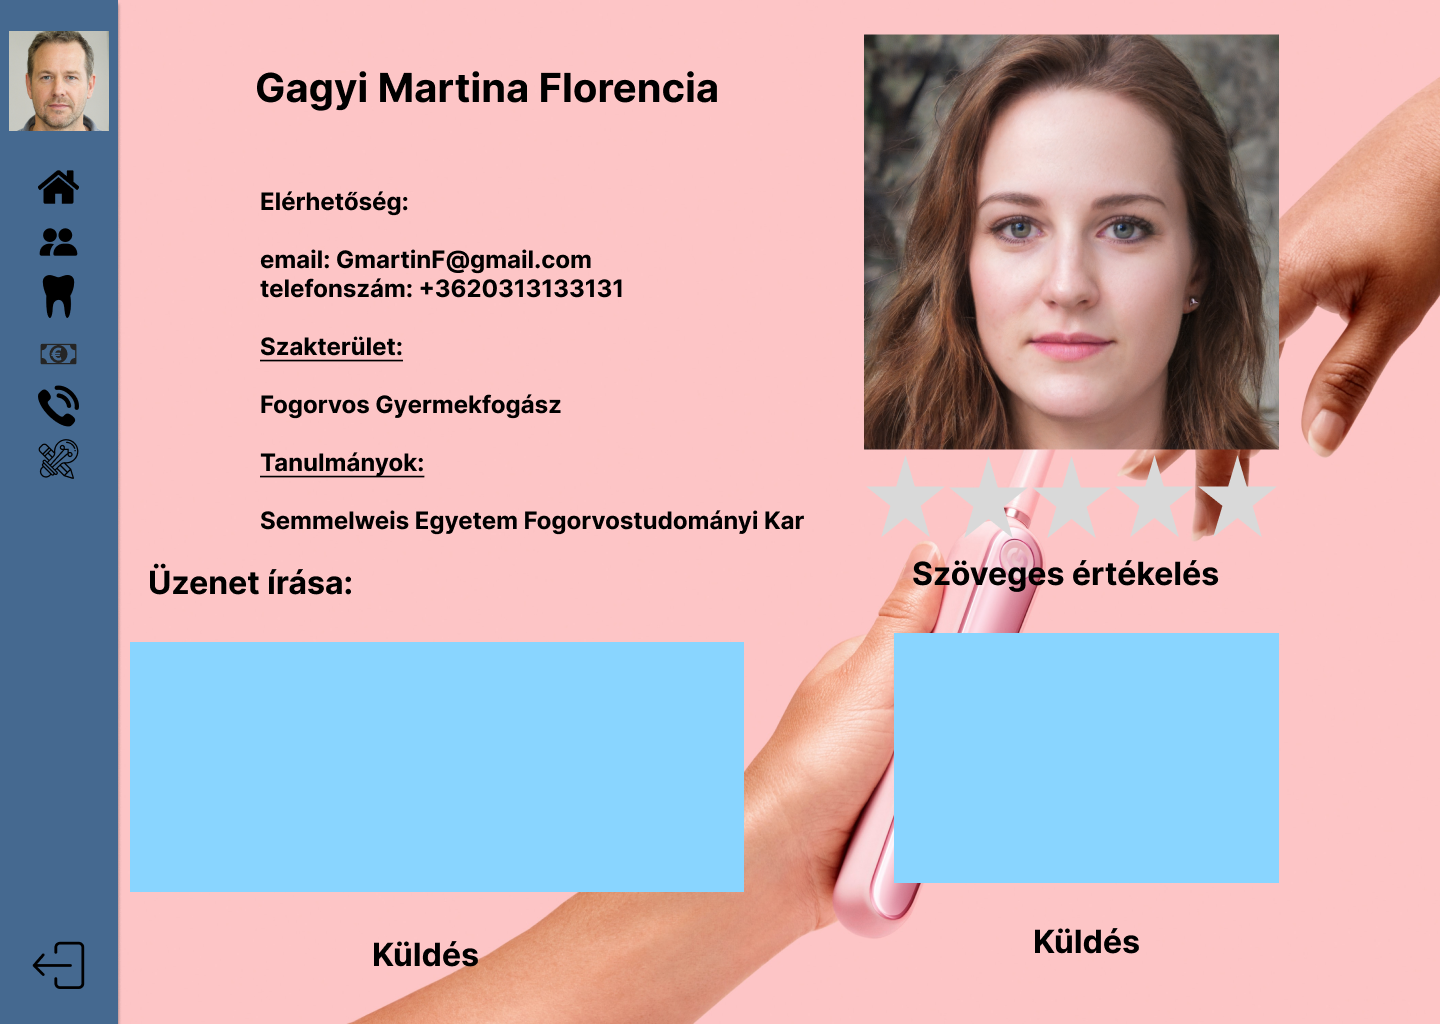 Gagyi Martina Florencia
Elérhetőség:
email: GmartinF@gmail.com
telefonszám: +3620313133131
Szakterület:
Fogorvos Gyermekfogász
Tanulmányok:
Semmelweis Egyetem Fogorvostudományi Kar
Üzenet írása:
Szöveges értékelés
Küldés
Küldés